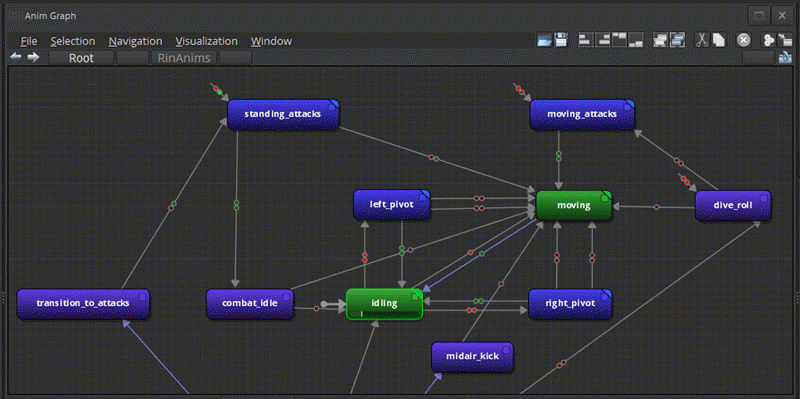 Anim Graph
File Selection Navigation Visualization Window
Root RinAnims
standing_attacks moving_attacks
left_pivot moving dive_roll
transition_to_attacks combat_idle idling right_pivot
midair_kick